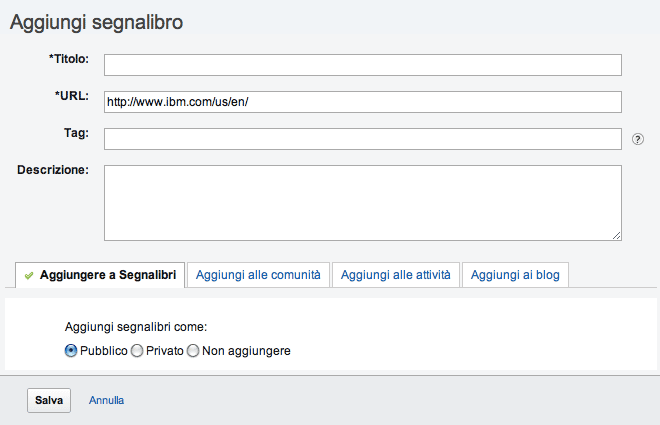 Aggiungi segnalibro
*Titolo:
*URL: http://www.ibm.com/us/en/
Tag: ?
Descrizione:
Aggiungere a Segnalibri Aggiungi alle comunità Aggiungi alle attività Aggiungi ai blog
Aggiungi segnalibri come:
Pubblico Privato Non aggiungere
Salva Annulla